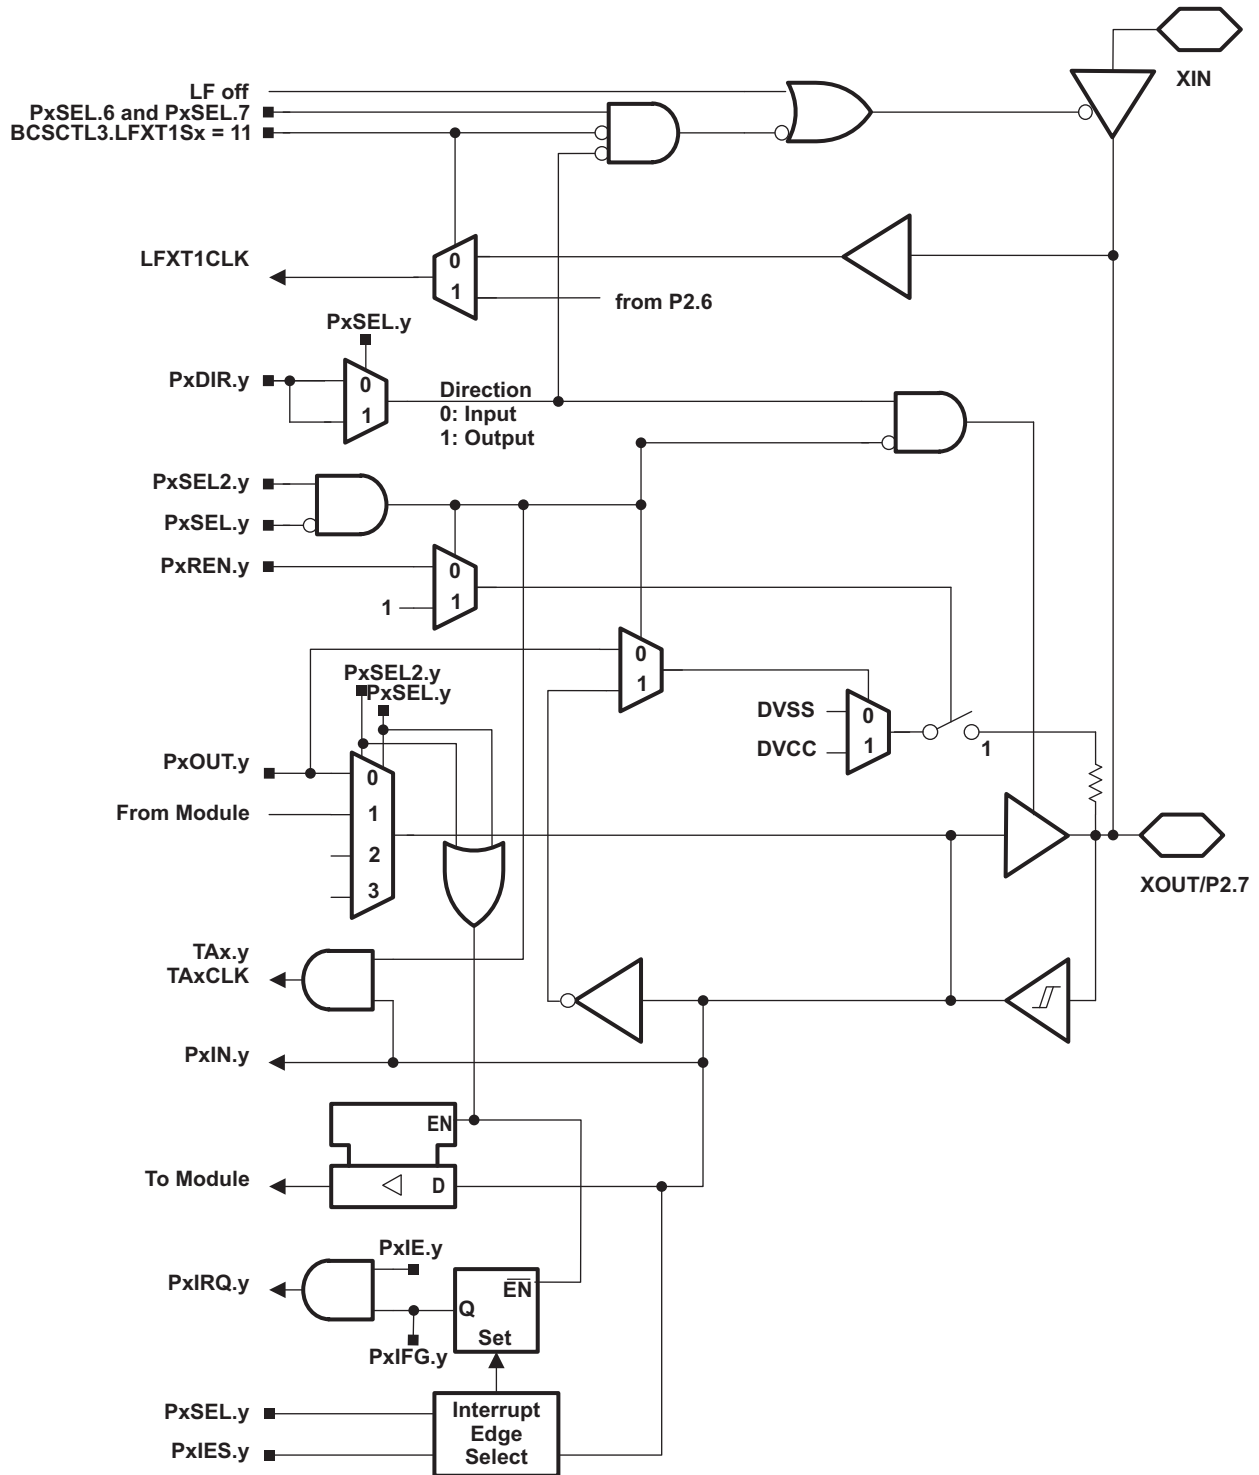 XIN
LF off
PxSEL.6 and PxSEL.7
BCSCTL3.LFXT1Sx = 11
LFXT1CLK
0
1
from P2.6
PxSEL.y
PxDIR.y
0
1
Direction
0: Input
1: Output
PxSEL2.y
PxSEL.y
PxREN.y
0
1
1
0
1
PxSEL2.y
PxSEL.y
DVSS
DVCC
0
1
1
PxOUT.y
From Module
0
1
2
3
XOUT/P2.7
TAx.y
TAxCLK
PxIN.y
EN
To Module
D
PxIE.y
PxIRQ.y
EN
Q
Set
PxIFG.y
PxSEL.y
PxIES.y
Interrupt
Edge
Select